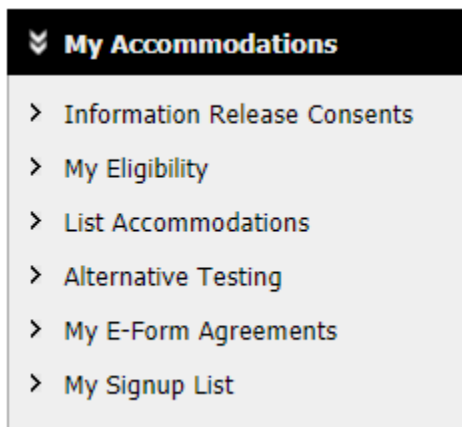 My Accommodations
Information Release Consents
My Eligibility
List Accommodations
Alternative Testing
My E-Form Agreements
My Signup List